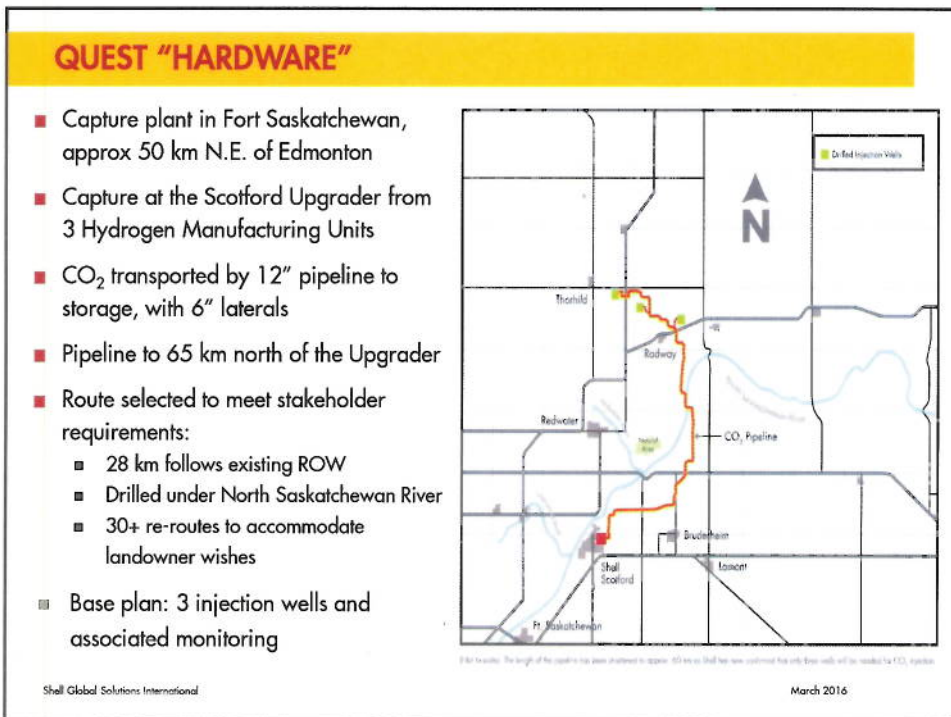 QUEST “HARDWARE”
Capture plant in Fort Saskatchewan,
approx 50 km N.E. of Edmonton
Capture at the Scotford Upgrader from
3 Hydrogen Manufacturing Units
CO₂ transported by 12” pipeline to
storage, with 6” laterals
Pipeline to 65 km north of the Upgrader
Route selected to meet stakeholder
requirements:
28 km follows existing ROW
Drilled under North Saskatchewan River
30+ re-routes to accommodate
landowner wishes
Base plan: 3 injection wells and
associated monitoring
Drilled Injection Wells
N
Thorhild
Radway
Redwater
CO₂ Pipeline
Bruderheim
Shell
Scotford
Lamont
Ft. Saskatchewan
Shell Global Solutions International
March 2016